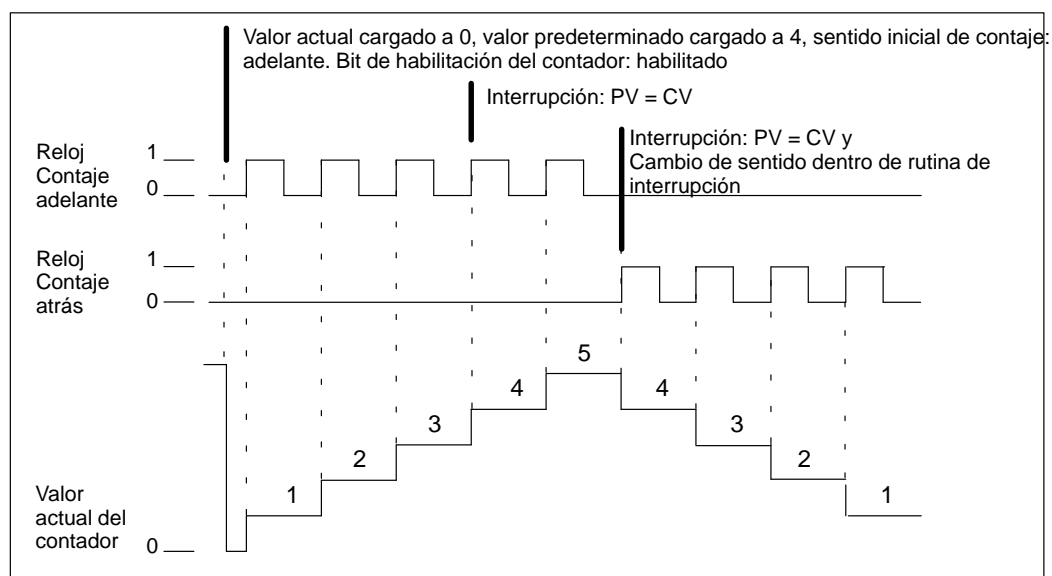 Valor actual cargado a 0, valor predeterminado cargado a 4, sentido inicial de contaje:
adelante. Bit de habilitación del contador: habilitado
Interrupción: PV = CV
Interrupción: PV = CV y
Cambio de sentido dentro de rutina de
interrupción
Reloj
Contaje
adelante
1
0
Reloj
Contaje
atrás
1
0
5
4
4
3
3
2
2
1
1
Valor
actual del
contador
0